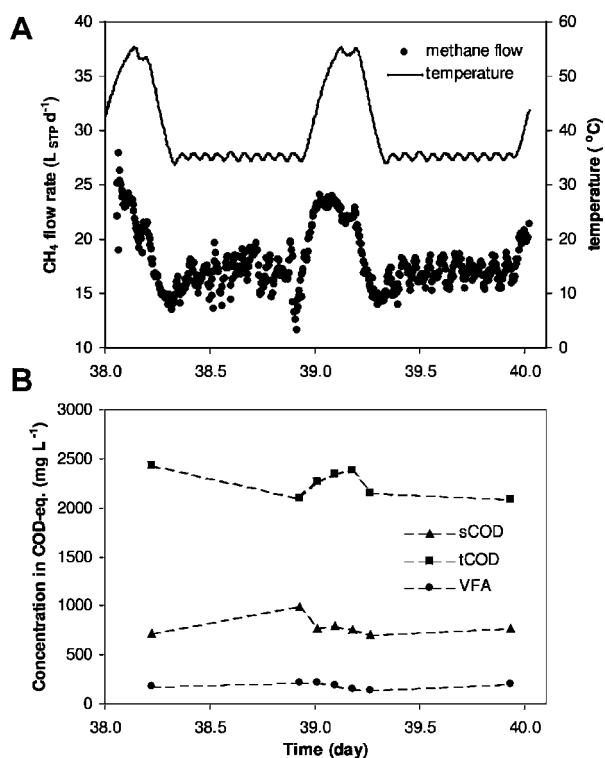 A
40
35
30
25
20
15
10
CH4 flow rate (L STP d-1)
methane flow
temperature
60
50
40
30
20
10
0
temperature (°C)
38.0
38.5
39.0
39.5
40.0
B
3000
2500
2000
1500
1000
500
0
Concentration in COD-eq. (mg L-1)
sCOD
tCOD
VFA
38.0
38.5
39.0
39.5
40.0
Time (day)